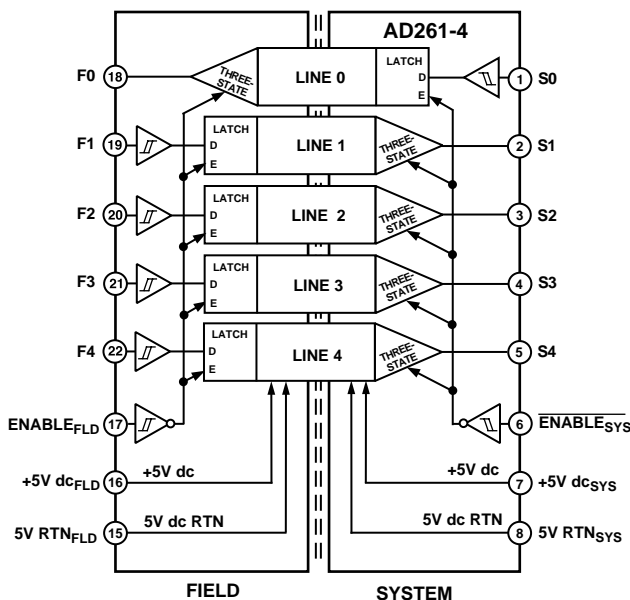 AD261-4
F0 18 THREE-STATE LINE 0 LATCH D E 1 S0
F1 19 LATCH D E LINE 1 THREE-STATE 2 S1
F2 20 LATCH D E LINE 2 THREE-STATE 3 S2
F3 21 LATCH D E LINE 3 THREE-STATE 4 S3
F4 22 LATCH D E LINE 4 THREE-STATE 5 S4
ENABLEFLD 17 6 ENABLESYS
+5V dcFLD 16 +5V dc +5V dc 7 +5V dcSYS
5V RTNFLD 15 5V dc RTN 5V dc RTN 8 5V RTNSYS
FIELD SYSTEM